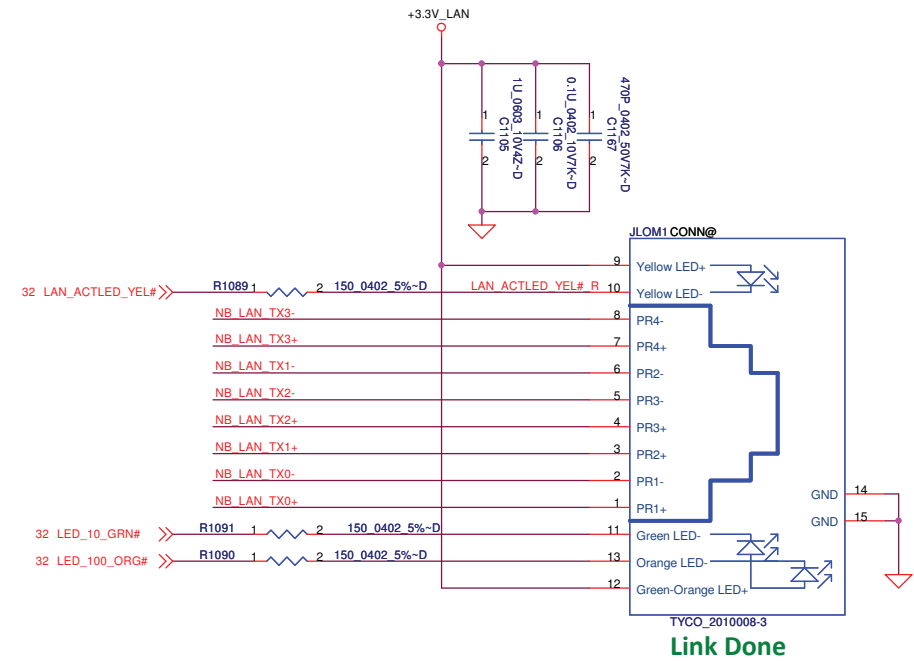 +3.3V_LAN
1 1 1
1U_0603_10V4Z~D
C1105
0.1U_0402_10V7K~D
C1106
470P_0402_50V7K~D
C1167
2 2 2
JLOM1 CONN@
9 Yellow LED+
32 LAN_ACTLED_YEL# R1089 1 2 150_0402_5%~D LAN_ACTLED_YEL#_R 10 Yellow LED-
NB_LAN_TX3- 8 PR4-
NB_LAN_TX3+ 7 PR4+
NB_LAN_TX1- 6 PR2-
NB_LAN_TX2- 5 PR3-
NB_LAN_TX2+ 4 PR3+
NB_LAN_TX1+ 3 PR2+
NB_LAN_TX0- 2 PR1-
GND 14
NB_LAN_TX0+ 1 PR1+
GND 15
32 LED_10_GRN# R1091 1 2 150_0402_5%~D 11 Green LED-
32 LED_100_ORG# R1090 1 2 150_0402_5%~D 13 Orange LED-
12 Green-Orange LED+
TYCO_2010008-3
Link Done